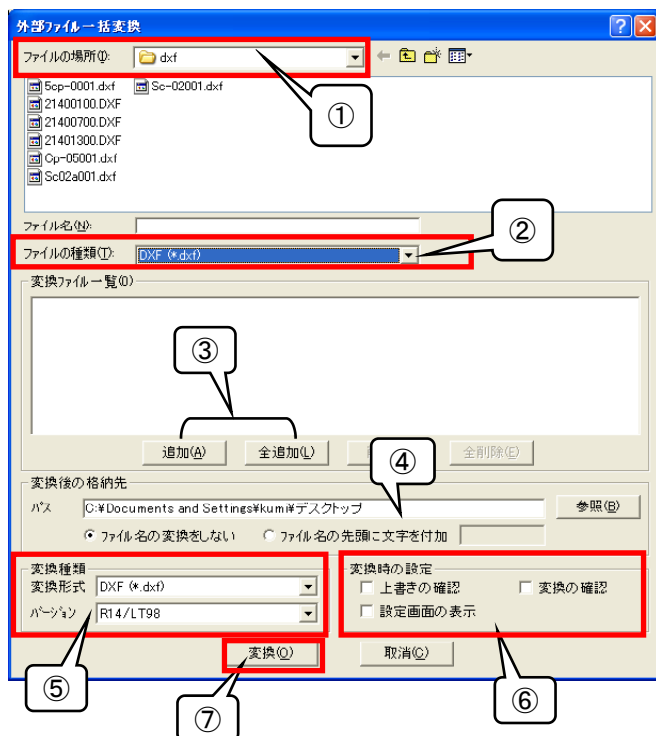 外部ファイル一括変換
ファイルの場所(I): dxf
5cp-0001.dxf Sc-02001.dxf
21400100.DXF
21400700.DXF
①
21401300.DXF
Cp-05001.dxf
Sc02a001.dxf
ファイル名(N):
②
ファイルの種類(T): DXF (*.dxf)
変換ファイル一覧(0)
③
追加(A) 全追加(L) 全削除(E)
④
変換後の格納先
パス C:¥Documents and Settings¥kumi¥デスクトップ 参照(B)
ファイル名の変換をしない ファイル名の先頭に文字を付加
変換種類 変換時の設定
変換形式 DXF (*.dxf) 上書きの確認 変換の確認
バージョン R14/LT98 設定画面の表示
変換(O) 取消(C)
⑤ ⑥
⑦